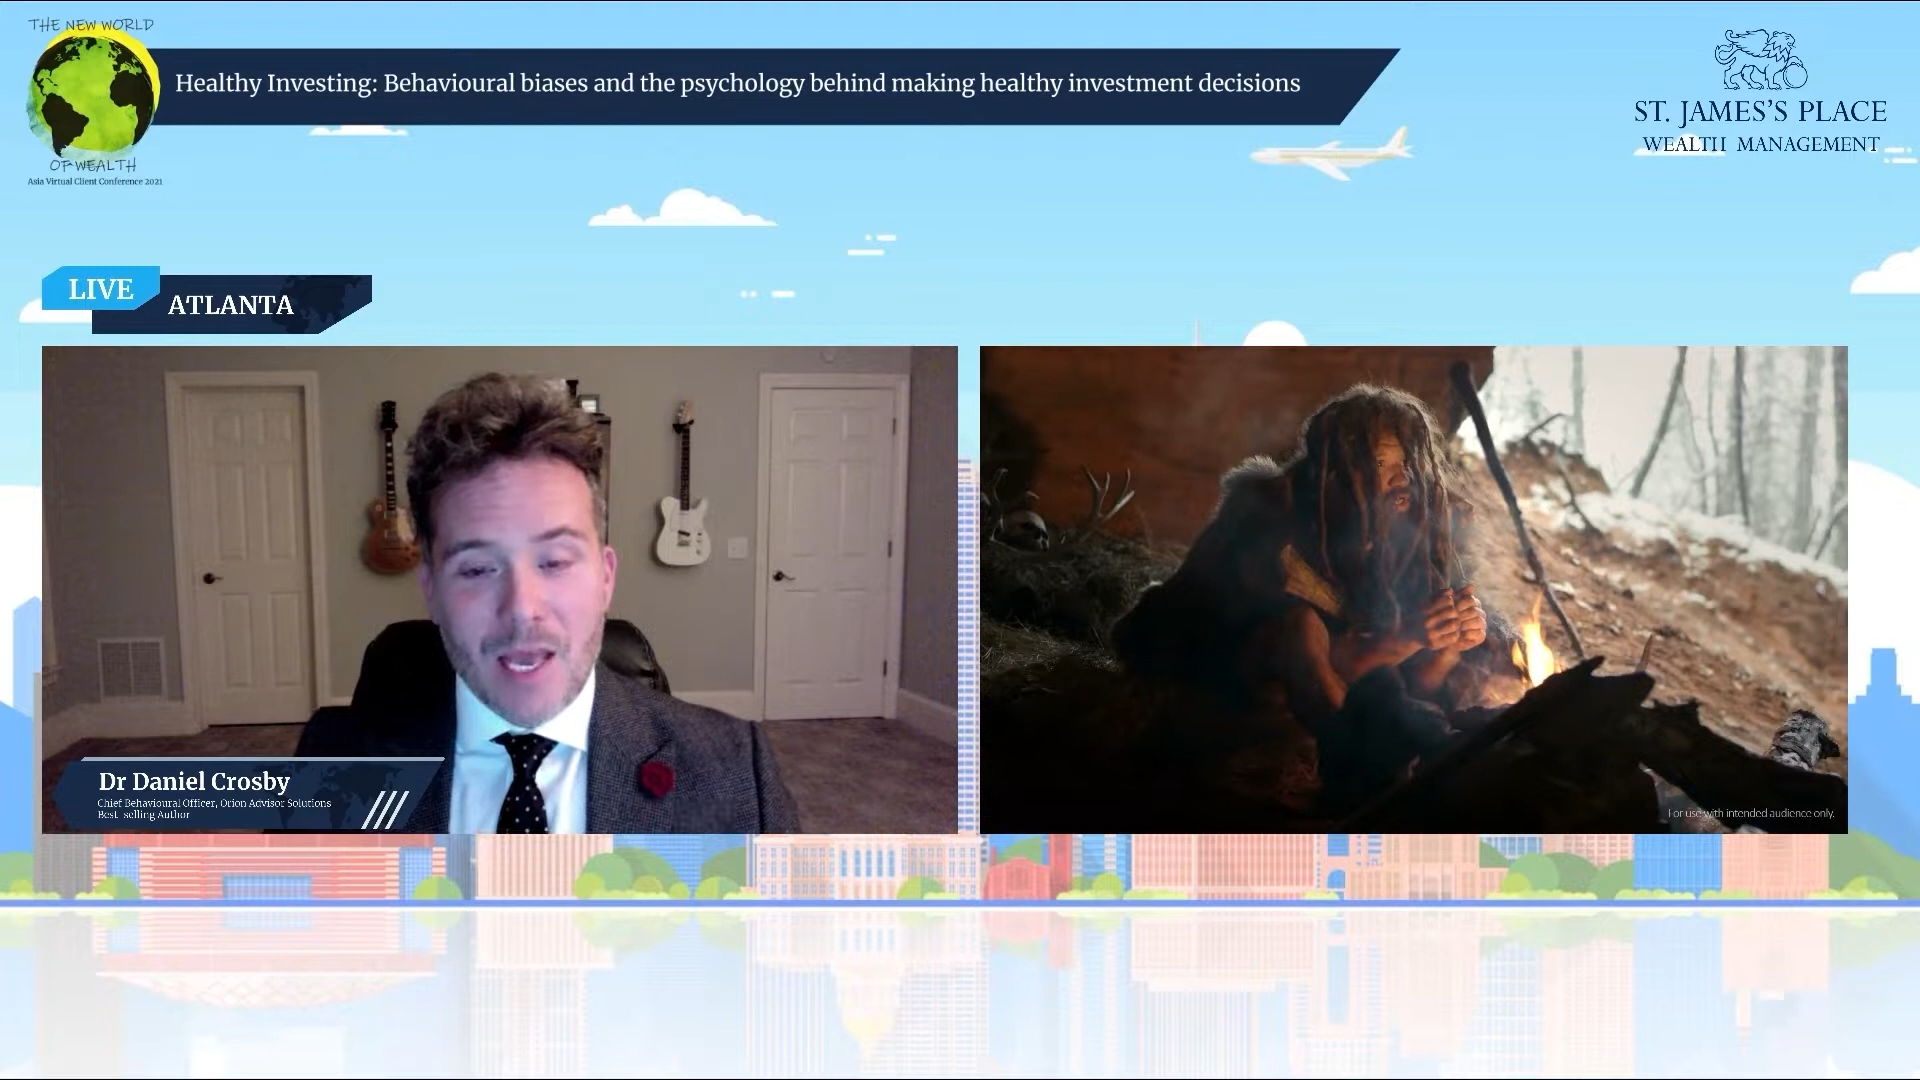 THE NEW WORLD
OF WEALTH
Asia Virtual Client Conference 2021
Healthy Investing: Behavioural biases and the psychology behind making healthy investment decisions
ST. JAMES'S PLACE
WEALTH MANAGEMENT
LIVE
ATLANTA
Dr Daniel Crosby
Chief Behavioural Officer, Orion Advisor Solutions
Best-selling Author
For use with intended audience only.